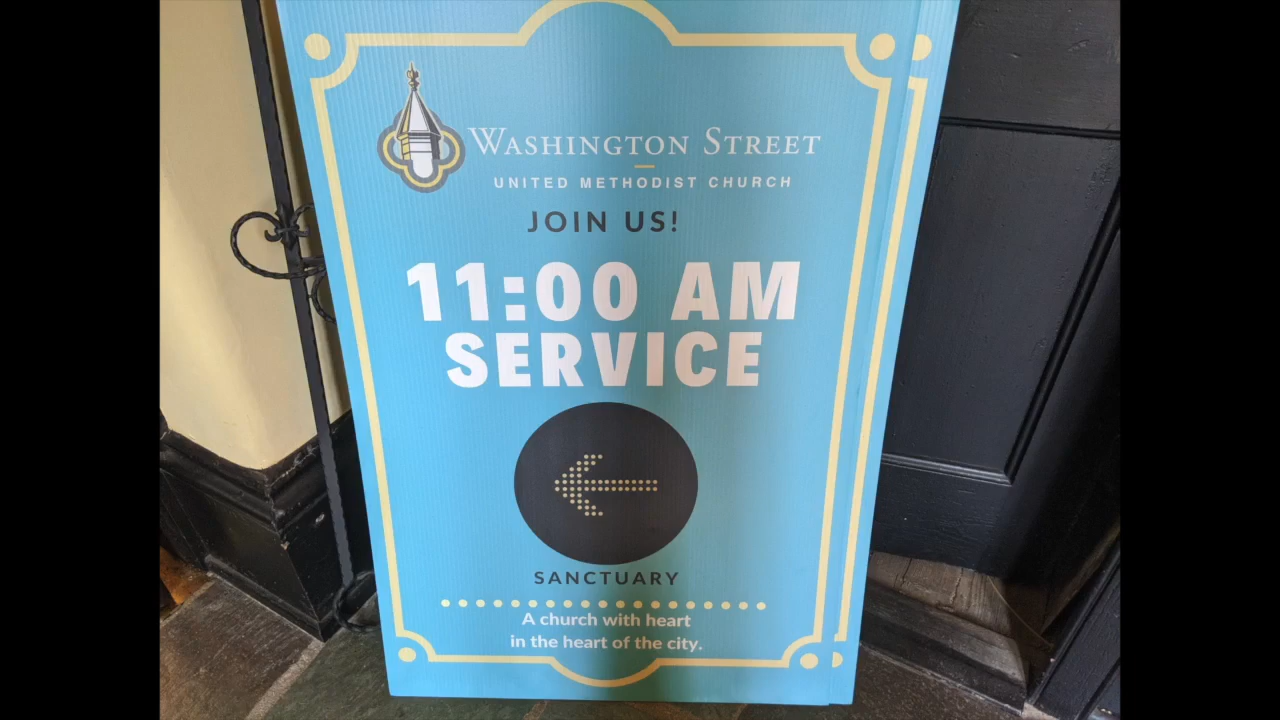 WASHINGTON STREET
UNITED METHODIST CHURCH
JOIN US!
11:00 AM
SERVICE
SANCTUARY
A church with heart
in the heart of the city.